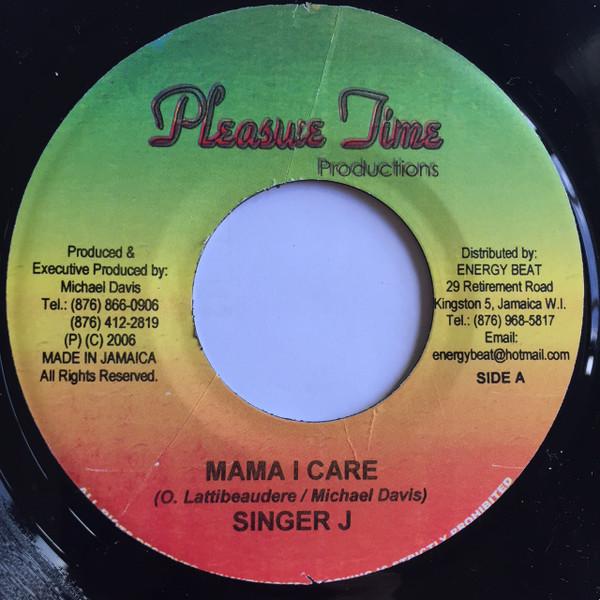 Pleasure Time
Productions
Produced &
Executive Produced by:
Michael Davis
Tel.: (876) 866-0906
(876) 412-2819
(P) (C) 2006
MADE IN JAMAICA
All Rights Reserved.
Distributed by:
ENERGY BEAT
29 Retirement Road
Kingston 5, Jamaica W.I.
Tel.: (876) 968-5817
Email:
energybeat@hotmail.com
SIDE A
MAMA I CARE
(O. Lattibeaudere / Michael Davis)
SINGER J
STRICTLY PROHIBITED